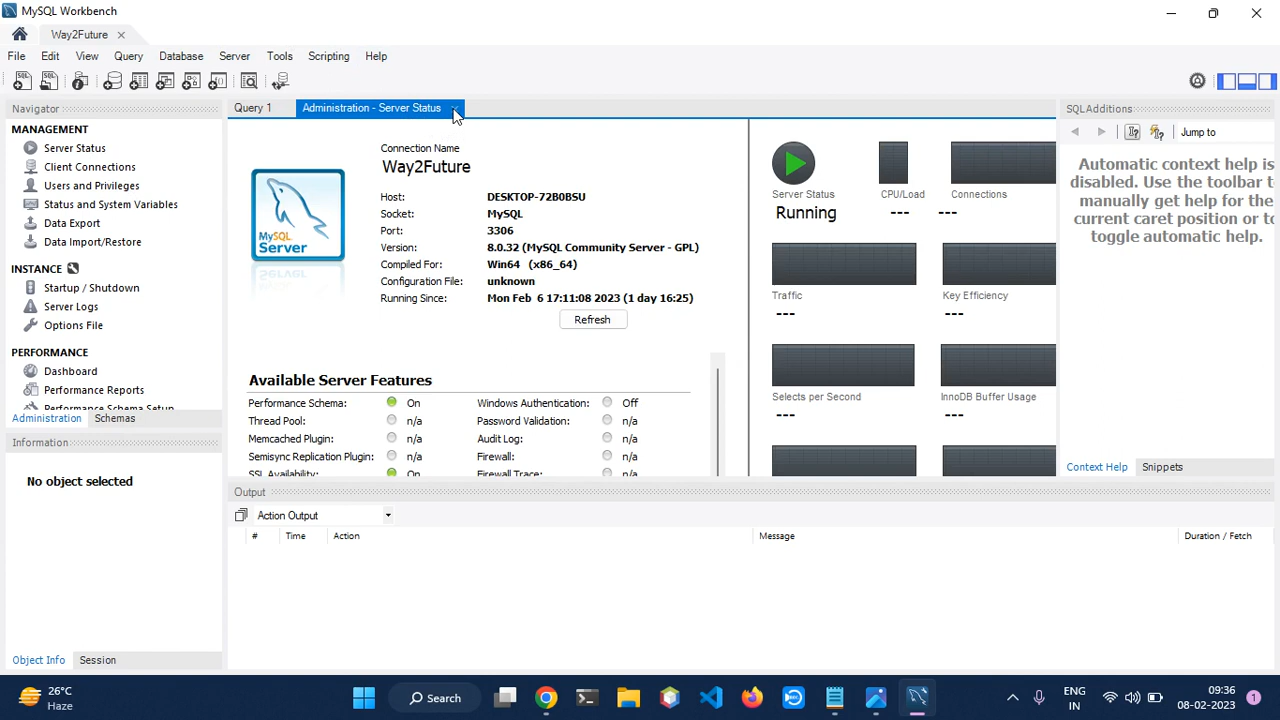 MySQL Workbench
Way2Future
File Edit View Query Database Server Tools Scripting Help
Navigator
MANAGEMENT
Server Status
Client Connections
Users and Privileges
Status and System Variables
Data Export
Data Import/Restore
INSTANCE
Startup / Shutdown
Server Logs
Options File
PERFORMANCE
Dashboard
Performance Reports
Performance Schema Setup
Administration Schemas
Information
No object selected
Object Info Session
Query 1 Administration - Server Status
Connection Name
Way2Future
Host: DESKTOP-72B0BSU
Socket: MySQL
Port: 3306
Version: 8.0.32 (MySQL Community Server - GPL)
Compiled For: Win64 (x86_64)
Configuration File: unknown
Running Since: Mon Feb 6 17:11:08 2023 (1 day 16:25)
Refresh
MySQL
Server
Available Server Features
Performance Schema: On Windows Authentication: Off
Thread Pool: n/a Password Validation: n/a
Memcached Plugin: n/a Audit Log: n/a
Semisync Replication Plugin: n/a Firewall: n/a
SSL Availability: On Firewall Trace: n/a
Server Status CPU/Load Connections
Running --- ---
Traffic Key Efficiency
--- ---
Selects per Second InnoDB Buffer Usage
--- ---
SQLAdditions
Jump to
Automatic context help is
disabled. Use the toolbar t
manually get help for the
current caret position or to
toggle automatic help.
Context Help Snippets
Output
Action Output
# Time Action Message Duration / Fetch
26°C
Haze
Search
ENG
IN
09:36
08-02-2023
1